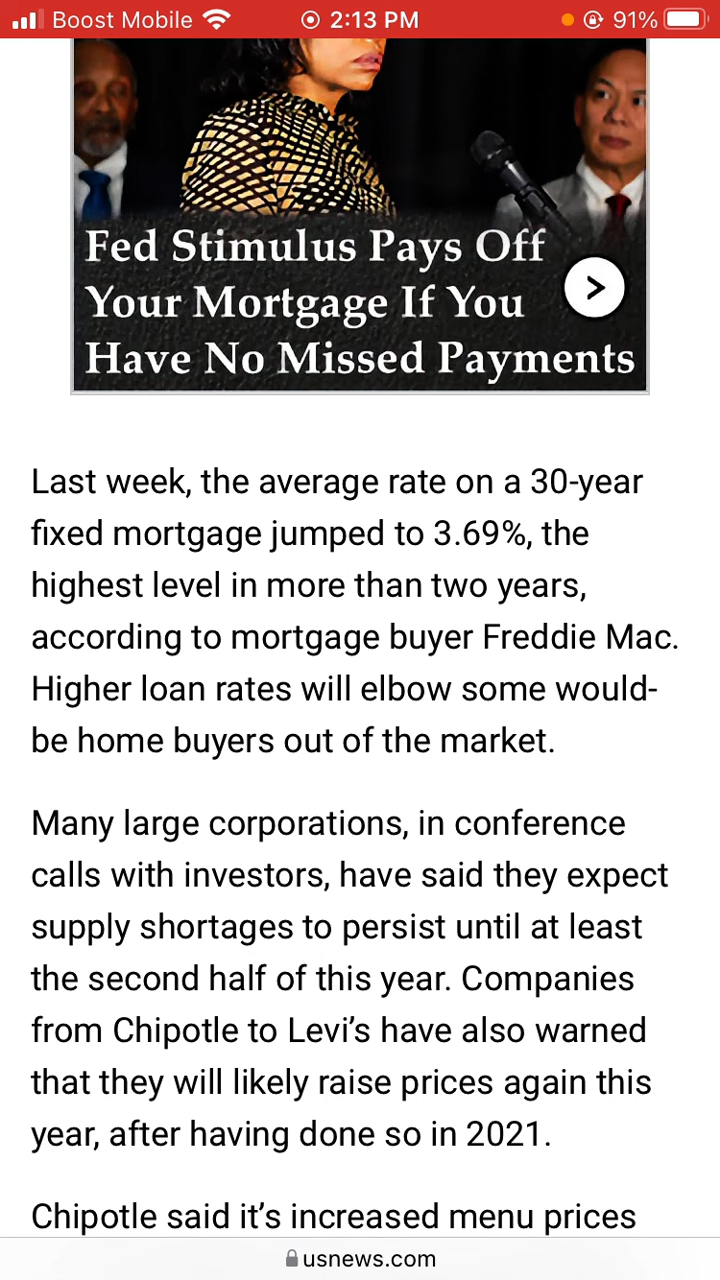 Boost Mobile 2:13 PM 91%
Fed Stimulus Pays Off
Your Mortgage If You
Have No Missed Payments
Last week, the average rate on a 30-year
fixed mortgage jumped to 3.69%, the
highest level in more than two years,
according to mortgage buyer Freddie Mac.
Higher loan rates will elbow some would-
be home buyers out of the market.
Many large corporations, in conference
calls with investors, have said they expect
supply shortages to persist until at least
the second half of this year. Companies
from Chipotle to Levi’s have also warned
that they will likely raise prices again this
year, after having done so in 2021.
Chipotle said it’s increased menu prices
usnews.com